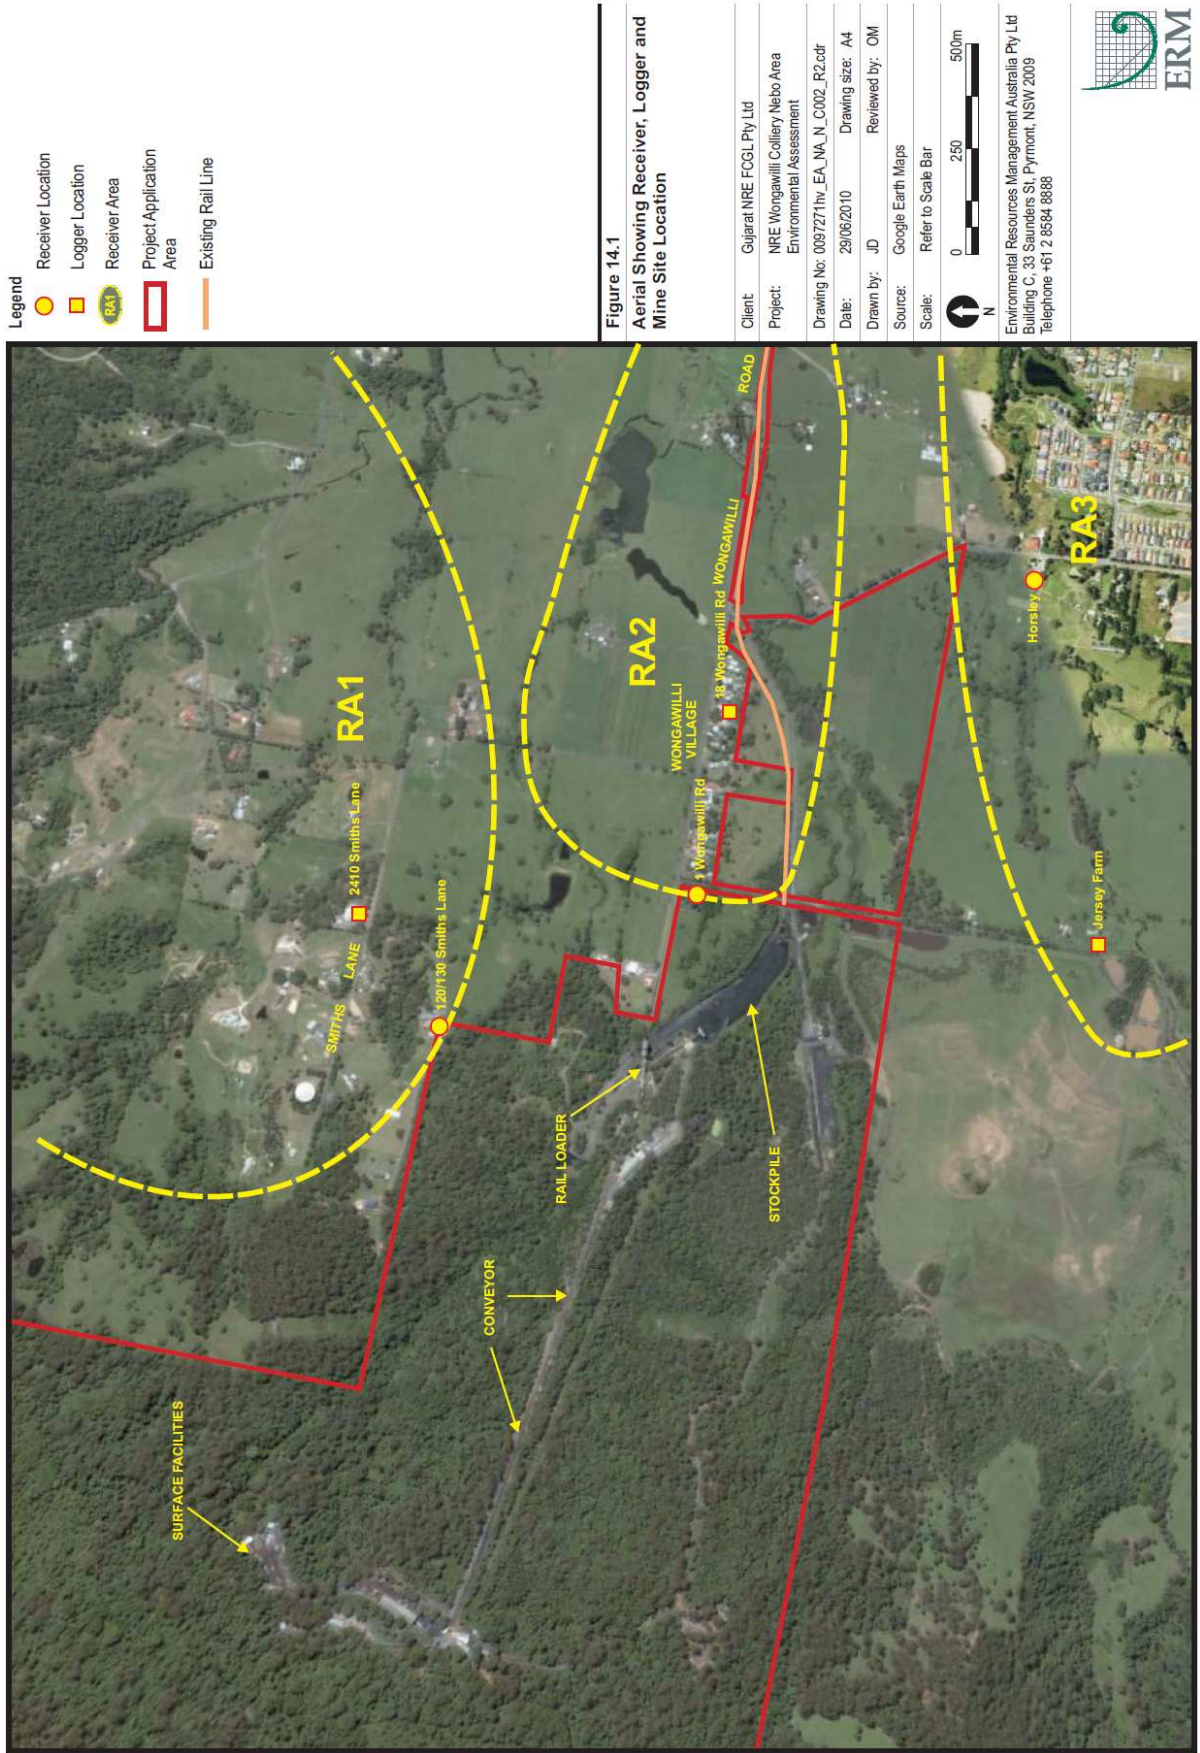 Legend
Receiver Location
Logger Location
RA1
Receiver Area
Project Application
Area
Existing Rail Line
Figure 14.1
Aerial Showing Receiver, Logger and
Mine Site Location
Client: Gujarat NRE FCGL Pty Ltd
Project: NRE Wongawilli Colliery Nebo Area
Environmental Assessment
Drawing No: 0097271hv_EA_NA_N_C002_R2.cdr
Date: 29/06/2010 Drawing size: A4
Drawn by: JD Reviewed by: OM
Source: Google Earth Maps
Scale: Refer to Scale Bar
0 250 500m
N
Environmental Resources Management Australia Pty Ltd
Building C, 33 Saunders St, Pyrmont, NSW 2009
Telephone +61 2 8584 8888
ERM
SURFACE FACILITIES
CONVEYOR
RAIL LOADER
STOCKPILE
SMITHS LANE
120/130 Smiths Lane
2410 Smiths Lane
RA1
RA2
WONGAWILLI
VILLAGE
1 Wongawilli Rd
18 Wongawilli Rd
WONGAWILLI ROAD
Jersey Farm
Horsley
RA3